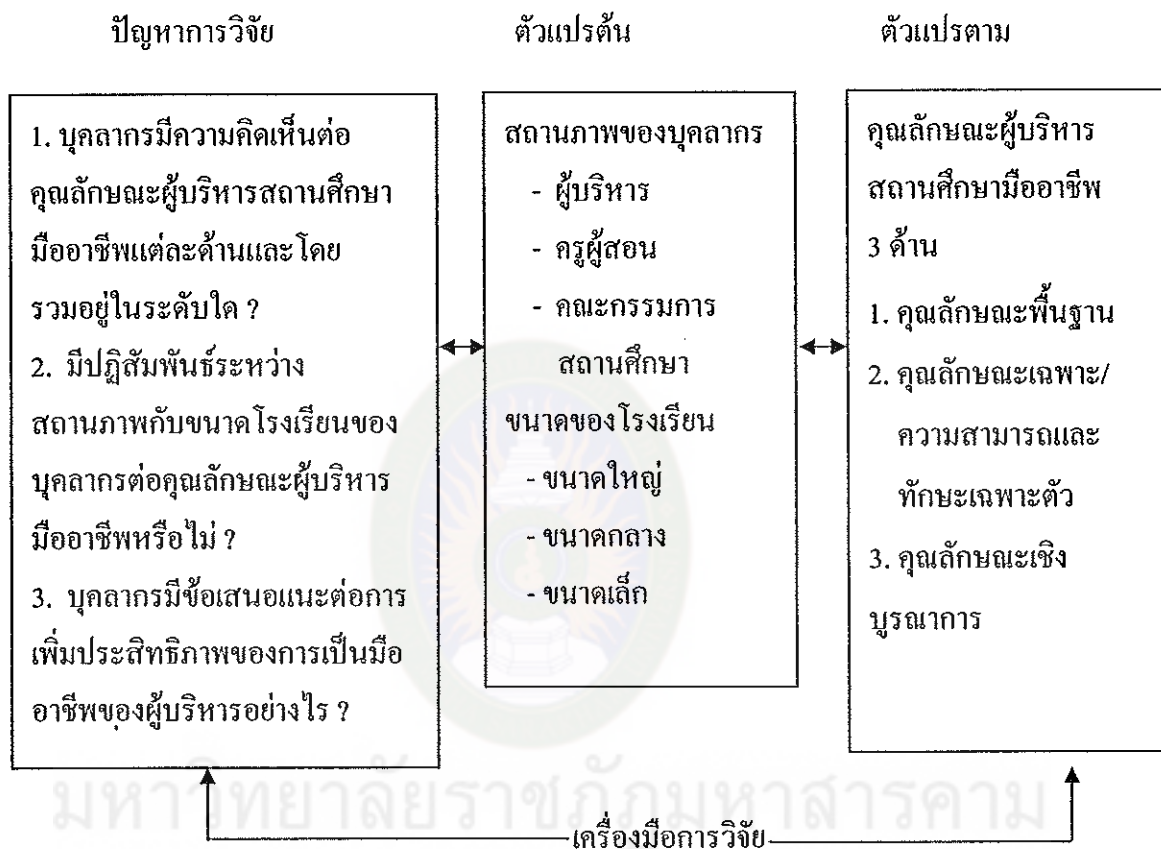 ปัญหาการวิจัย
ตัวแปรต้น
ตัวแปรตาม
1. บุคลากรมีความคิดเห็นต่อ
คุณลักษณะผู้บริหารสถานศึกษา
มืออาชีพแต่ละด้านและโดย
รวมอยู่ในระดับใด ?
2. มีปฏิสัมพันธ์ระหว่าง
สถานภาพกับขนาดโรงเรียนของ
บุคลากรต่อคุณลักษณะผู้บริหาร
มืออาชีพหรือไม่ ?
3. บุคลากรมีข้อเสนอแนะต่อการ
เพิ่มประสิทธิภาพของการเป็นมือ
อาชีพของผู้บริหารอย่างไร ?
สถานภาพของบุคลากร
- ผู้บริหาร
- ครูผู้สอน
- คณะกรรมการ
สถานศึกษา
ขนาดของโรงเรียน
- ขนาดใหญ่
- ขนาดกลาง
- ขนาดเล็ก
คุณลักษณะผู้บริหาร
สถานศึกษามืออาชีพ
3 ด้าน
1. คุณลักษณะพื้นฐาน
2. คุณลักษณะเฉพาะ/
ความสามารถและ
ทักษะเฉพาะตัว
3. คุณลักษณะเชิง
บูรณาการ
มหาวิทยาลัยราชภัฏมหาสารคาม
เครื่องมือการวิจัย